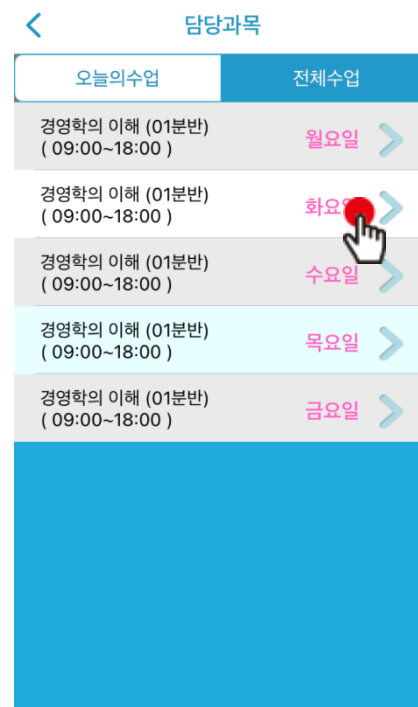 담당과목
오늘의수업 전체수업
경영학의 이해 (01분반)
( 09:00~18:00 )
월요일
경영학의 이해 (01분반)
( 09:00~18:00 )
화요
경영학의 이해 (01분반)
( 09:00~18:00 )
수요일
경영학의 이해 (01분반)
( 09:00~18:00 )
목요일
경영학의 이해 (01분반)
( 09:00~18:00 )
금요일